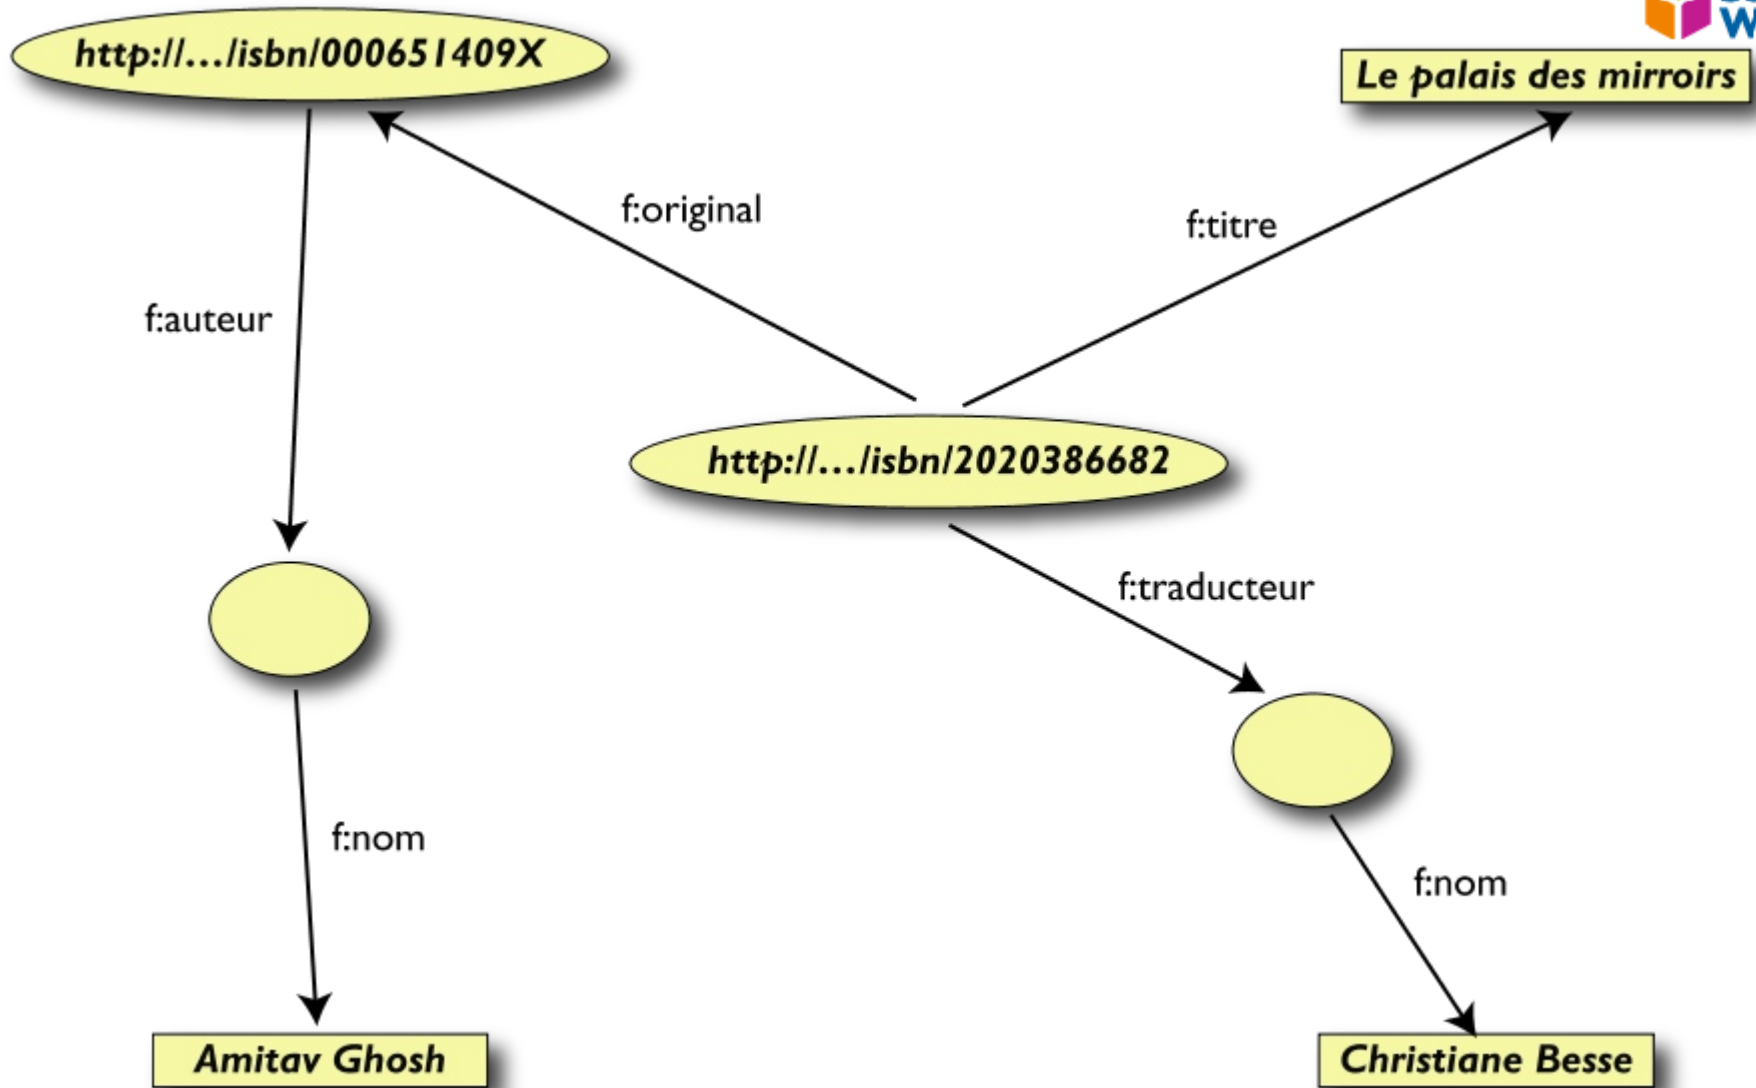 http://…/isbn/000651409X
Le palais des mirroirs
f:original
f:titre
f:auteur
http://…/isbn/2020386682
f:traducteur
f:nom
f:nom
Amitav Ghosh
Christiane Besse